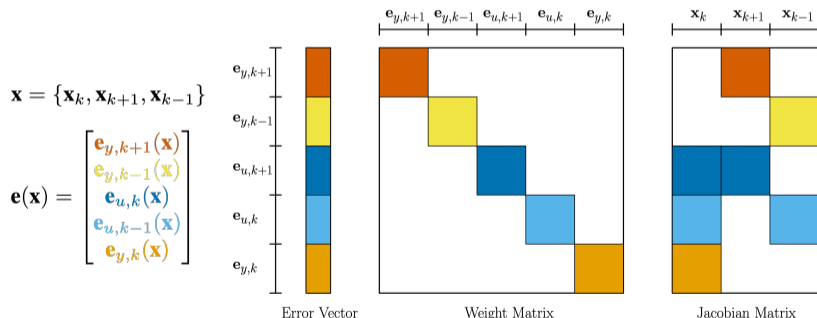 e_{y,k+1} e_{y,k−1} e_{u,k+1} e_{u,k} e_{y,k}
x_k x_{k+1} x_{k−1}
x = {x_k, x_{k+1}, x_{k−1}}
e(x) =
e_{y,k+1}(x)
e_{y,k−1}(x)
e_{u,k}(x)
e_{u,k−1}(x)
e_{y,k}(x)
e_{y,k+1}
e_{y,k−1}
e_{u,k+1}
e_{u,k}
e_{y,k}
Error Vector
Weight Matrix
Jacobian Matrix